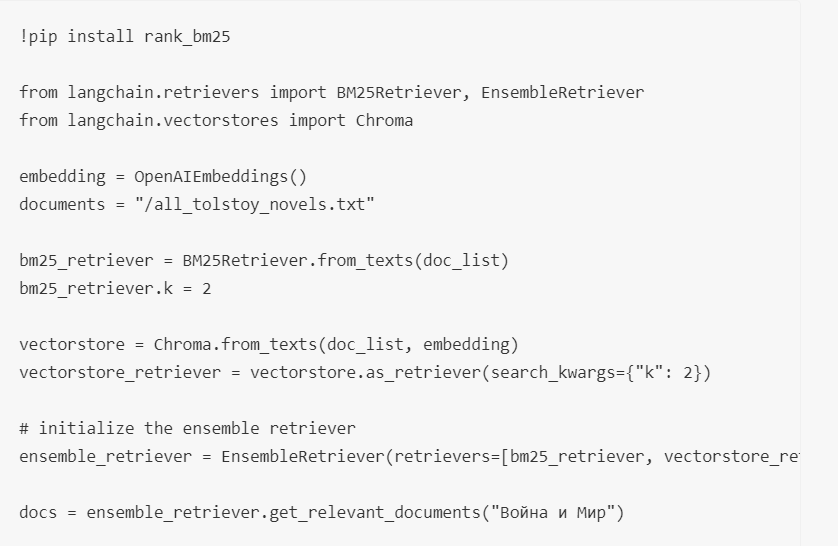 !pip install rank_bm25
from langchain.retrievers import BM25Retriever, EnsembleRetriever
from langchain.vectorstores import Chroma
embedding = OpenAIEmbeddings()
documents = "/all_tolstoy_novels.txt"
bm25_retriever = BM25Retriever.from_texts(doc_list)
bm25_retriever.k = 2
vectorstore = Chroma.from_texts(doc_list, embedding)
vectorstore_retriever = vectorstore.as_retriever(search_kwargs={"k": 2})
# initialize the ensemble retriever
ensemble_retriever = EnsembleRetriever(retrievers=[bm25_retriever,
docs = ensemble_retriever.get_relevant_documents("Война и Мир")